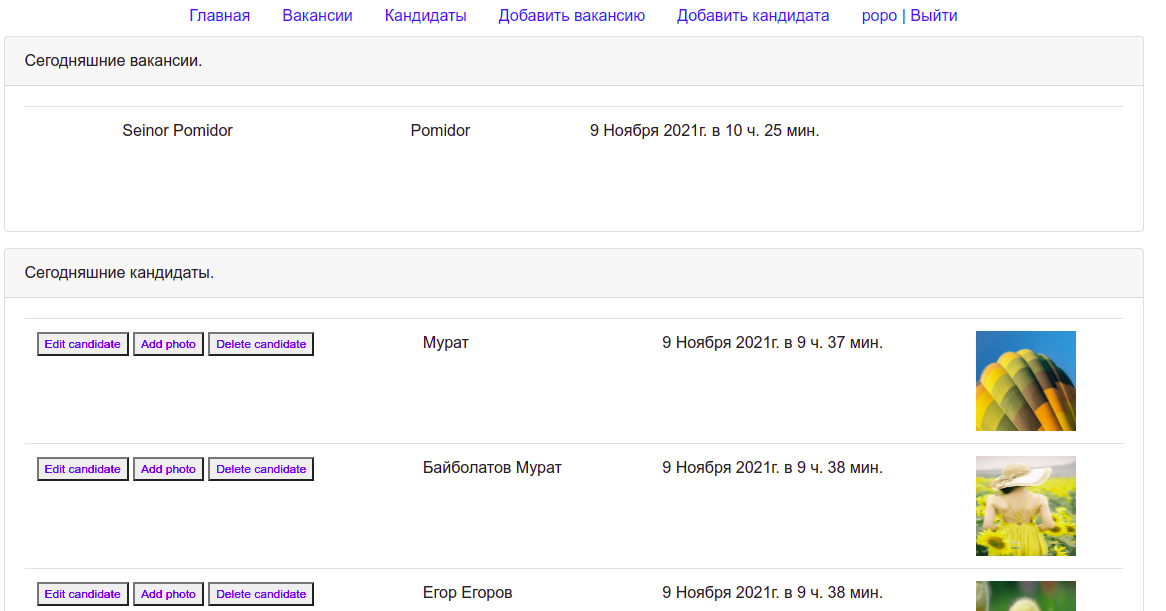 Главная Вакансии Кандидаты Добавить вакансию Добавить кандидата popo | Выйти
Сегодняшние вакансии.
Seinor Pomidor Pomidor 9 Ноября 2021г. в 10 ч. 25 мин.
Сегодняшние кандидаты.
Edit candidate Add photo Delete candidate Мурат 9 Ноября 2021г. в 9 ч. 37 мин.
Edit candidate Add photo Delete candidate Байболатов Мурат 9 Ноября 2021г. в 9 ч. 38 мин.
Edit candidate Add photo Delete candidate Егор Егоров 9 Ноября 2021г. в 9 ч. 38 мин.